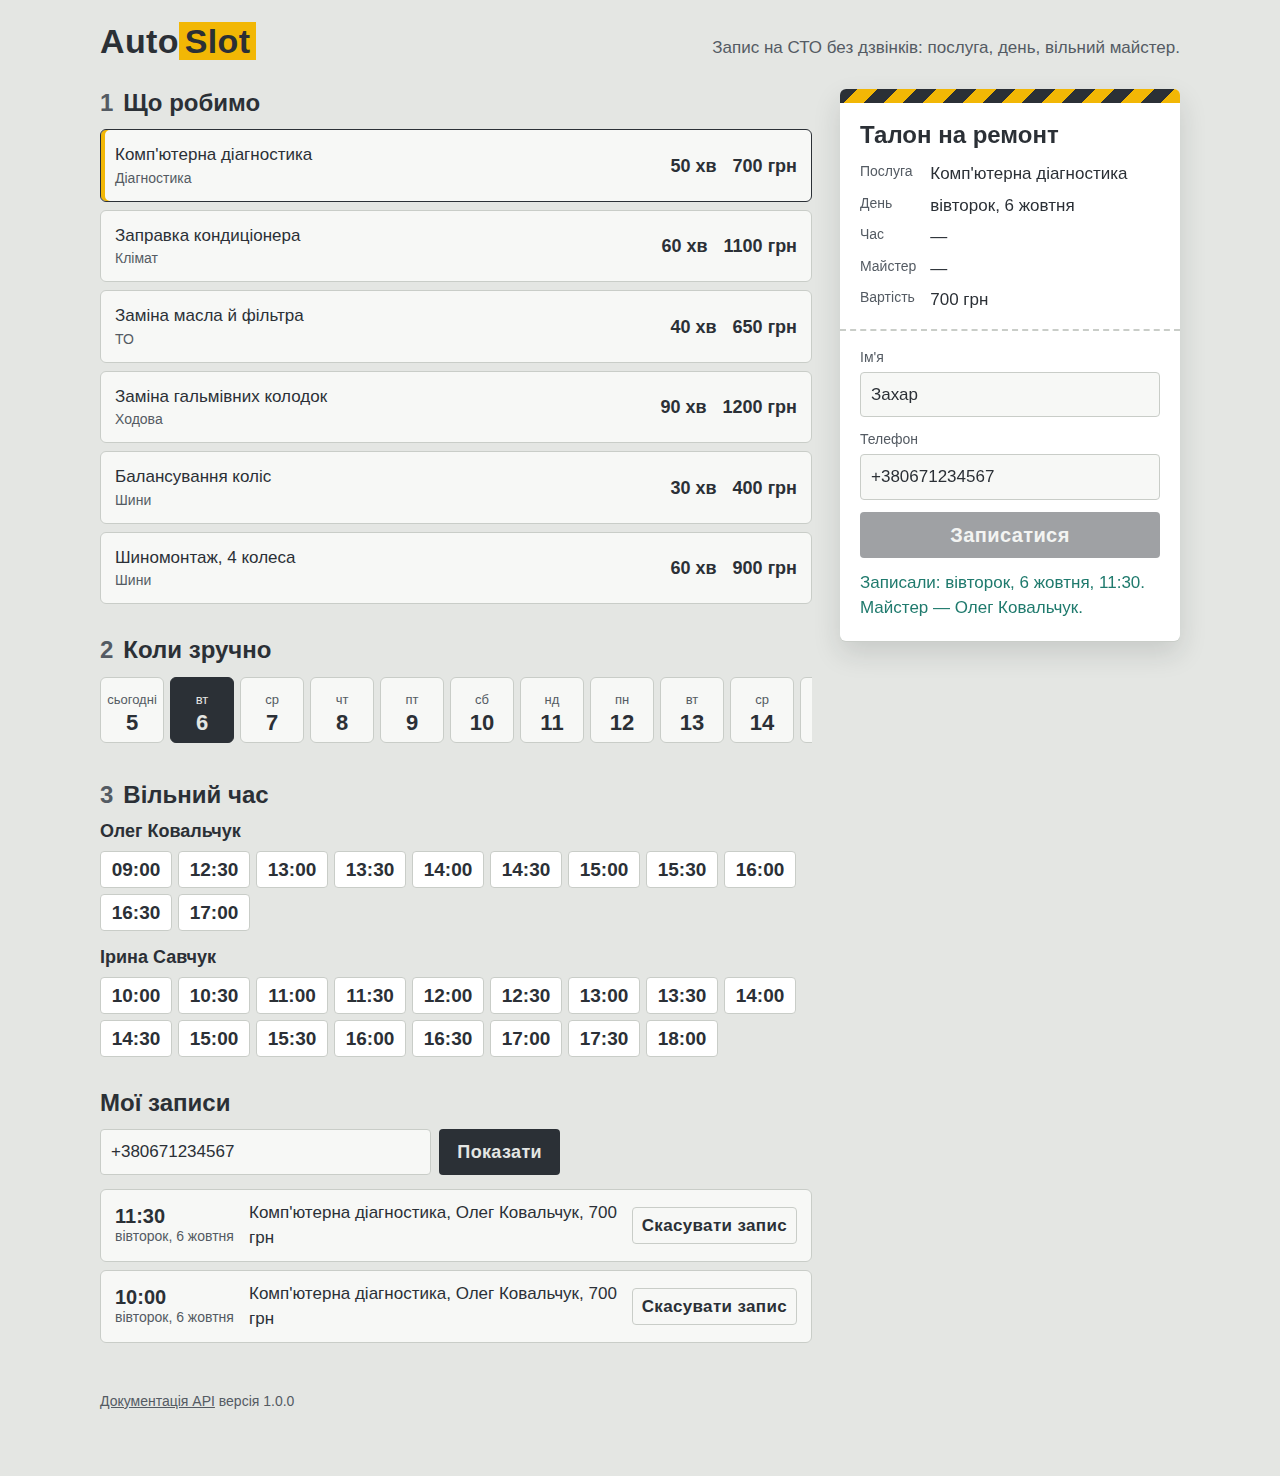 AutoSlot
Запис на СТО без дзвінків: послуга, день, вільний майстер.
1 Що робимо
Комп'ютерна діагностика
Діагностика
50 хв 700 грн
Заправка кондиціонера
Клімат
60 хв 1100 грн
Заміна масла й фільтра
ТО
40 хв 650 грн
Заміна гальмівних колодок
Ходова
90 хв 1200 грн
Балансування коліс
Шини
30 хв 400 грн
Шиномонтаж, 4 колеса
Шини
60 хв 900 грн
2 Коли зручно
сьогодні вт ср чт пт сб нд пн вт ср
5 6 7 8 9 10 11 12 13 14
3 Вільний час
Олег Ковальчук
09:00 12:30 13:00 13:30 14:00 14:30 15:00 15:30 16:00
16:30 17:00
Ірина Савчук
10:00 10:30 11:00 11:30 12:00 12:30 13:00 13:30 14:00
14:30 15:00 15:30 16:00 16:30 17:00 17:30 18:00
Мої записи
+380671234567 Показати
11:30
вівторок, 6 жовтня
Комп'ютерна діагностика, Олег Ковальчук, 700
грн
Скасувати запис
10:00
вівторок, 6 жовтня
Комп'ютерна діагностика, Олег Ковальчук, 700
грн
Скасувати запис
Документація API версія 1.0.0
Талон на ремонт
Послуга Комп'ютерна діагностика
День вівторок, 6 жовтня
Час —
Майстер —
Вартість 700 грн
Ім'я
Захар
Телефон
+380671234567
Записатися
Записали: вівторок, 6 жовтня, 11:30.
Майстер — Олег Ковальчук.